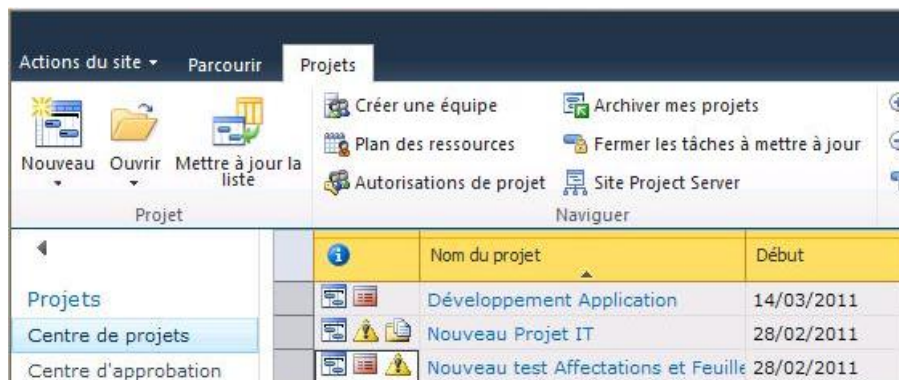 Actions du site Parcourir Projets
Créer une équipe Archiver mes projets
Plan des ressources Fermer les tâches à mettre à jour
Nouveau Ouvrir Mettre à jour la
liste
Autorisations de projet Site Project Server
Projet Naviguer
Nom du projet Début
Projets Développement Application 14/03/2011
Centre de projets Nouveau Projet IT 28/02/2011
Centre d'approbation Nouveau test Affectations et Feuille 28/02/2011